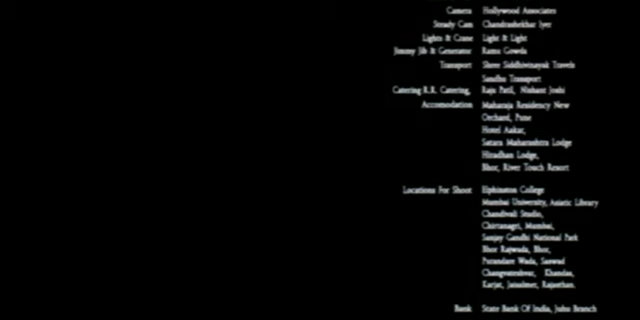 Camera Hollywood Associates
Steady Cam Chandrashekhar Iyer
Lights & Crane Light & Light
Jimmy Jib & Generator Ramu Gowda
Transport Shree Siddhivinayak Travels
Sandhu Transport
Catering R.R. Catering, Raju Patil, Nishant Joshi
Accomodation Maharaja Residency New
Orchard, Pune
Hotel Aakar,
Satara Maharashtra Lodge
Hiradhan Lodge,
Bhor, River Touch Resort
Locations For Shoot Elphinston College
Mumbai University, Asiatic Library
Chandivali Studio,
Chitranagri, Mumbai,
Sanjay Gandhi National Park
Bhor Rajwada, Bhor,
Purandare Wada, Saswad
Changvateshwar, Khandas,
Karjat, Jaisalmer, Rajasthan.
Bank State Bank Of India, Juhu Branch